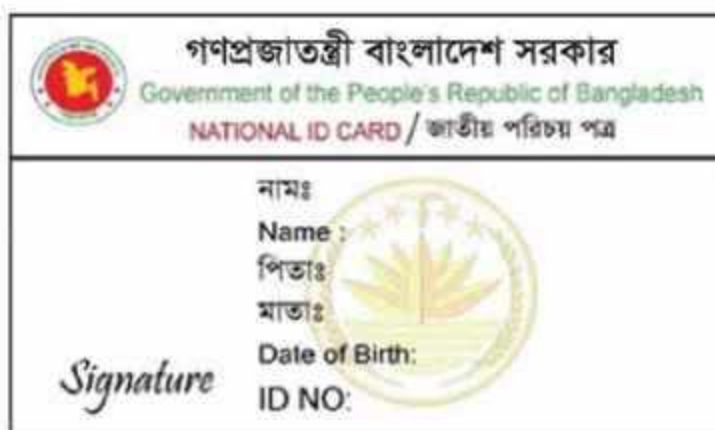 গণপ্রজাতন্ত্রী বাংলাদেশ সরকার
Government of the People's Republic of Bangladesh
NATIONAL ID CARD / জাতীয় পরিচয় পত্র
নামঃ
Name :
পিতাঃ
মাতাঃ
Date of Birth:
Signature
ID NO: